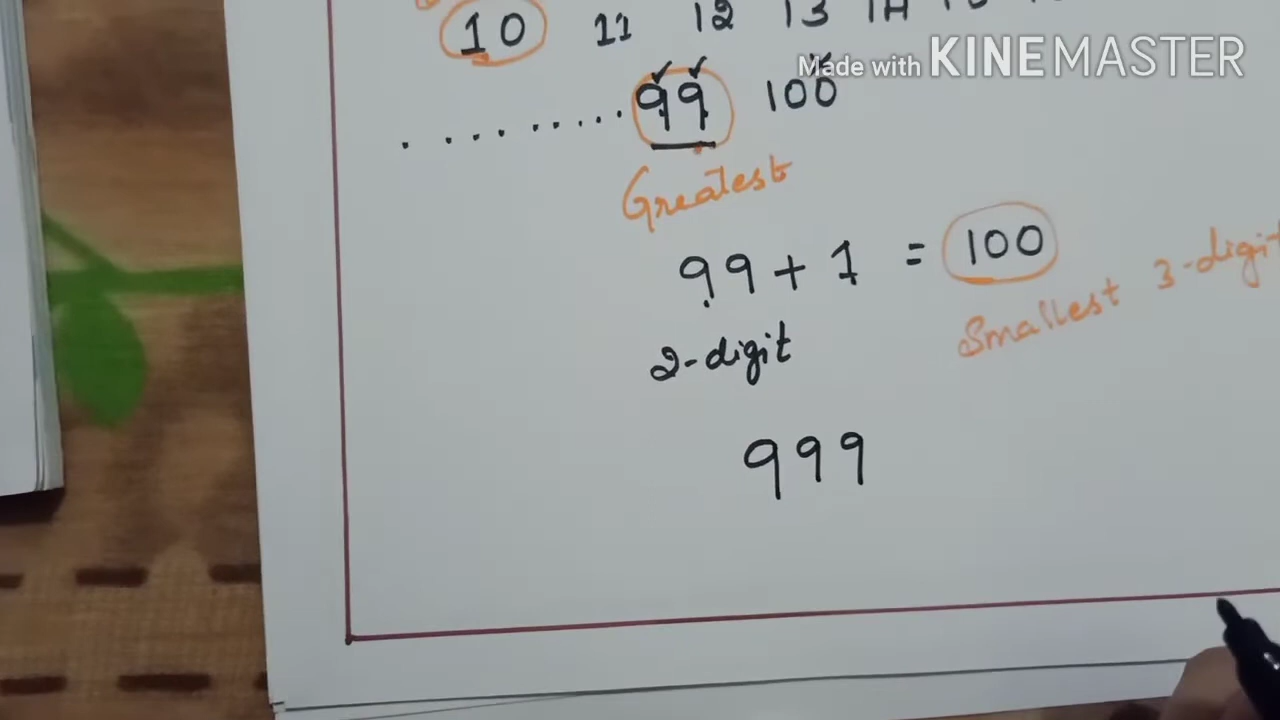 10 11 12 13 14
Made with KINEMASTER
.......... 99 100
Greatest
99 + 1 = 100
Smallest 3-digit
2-digit
999